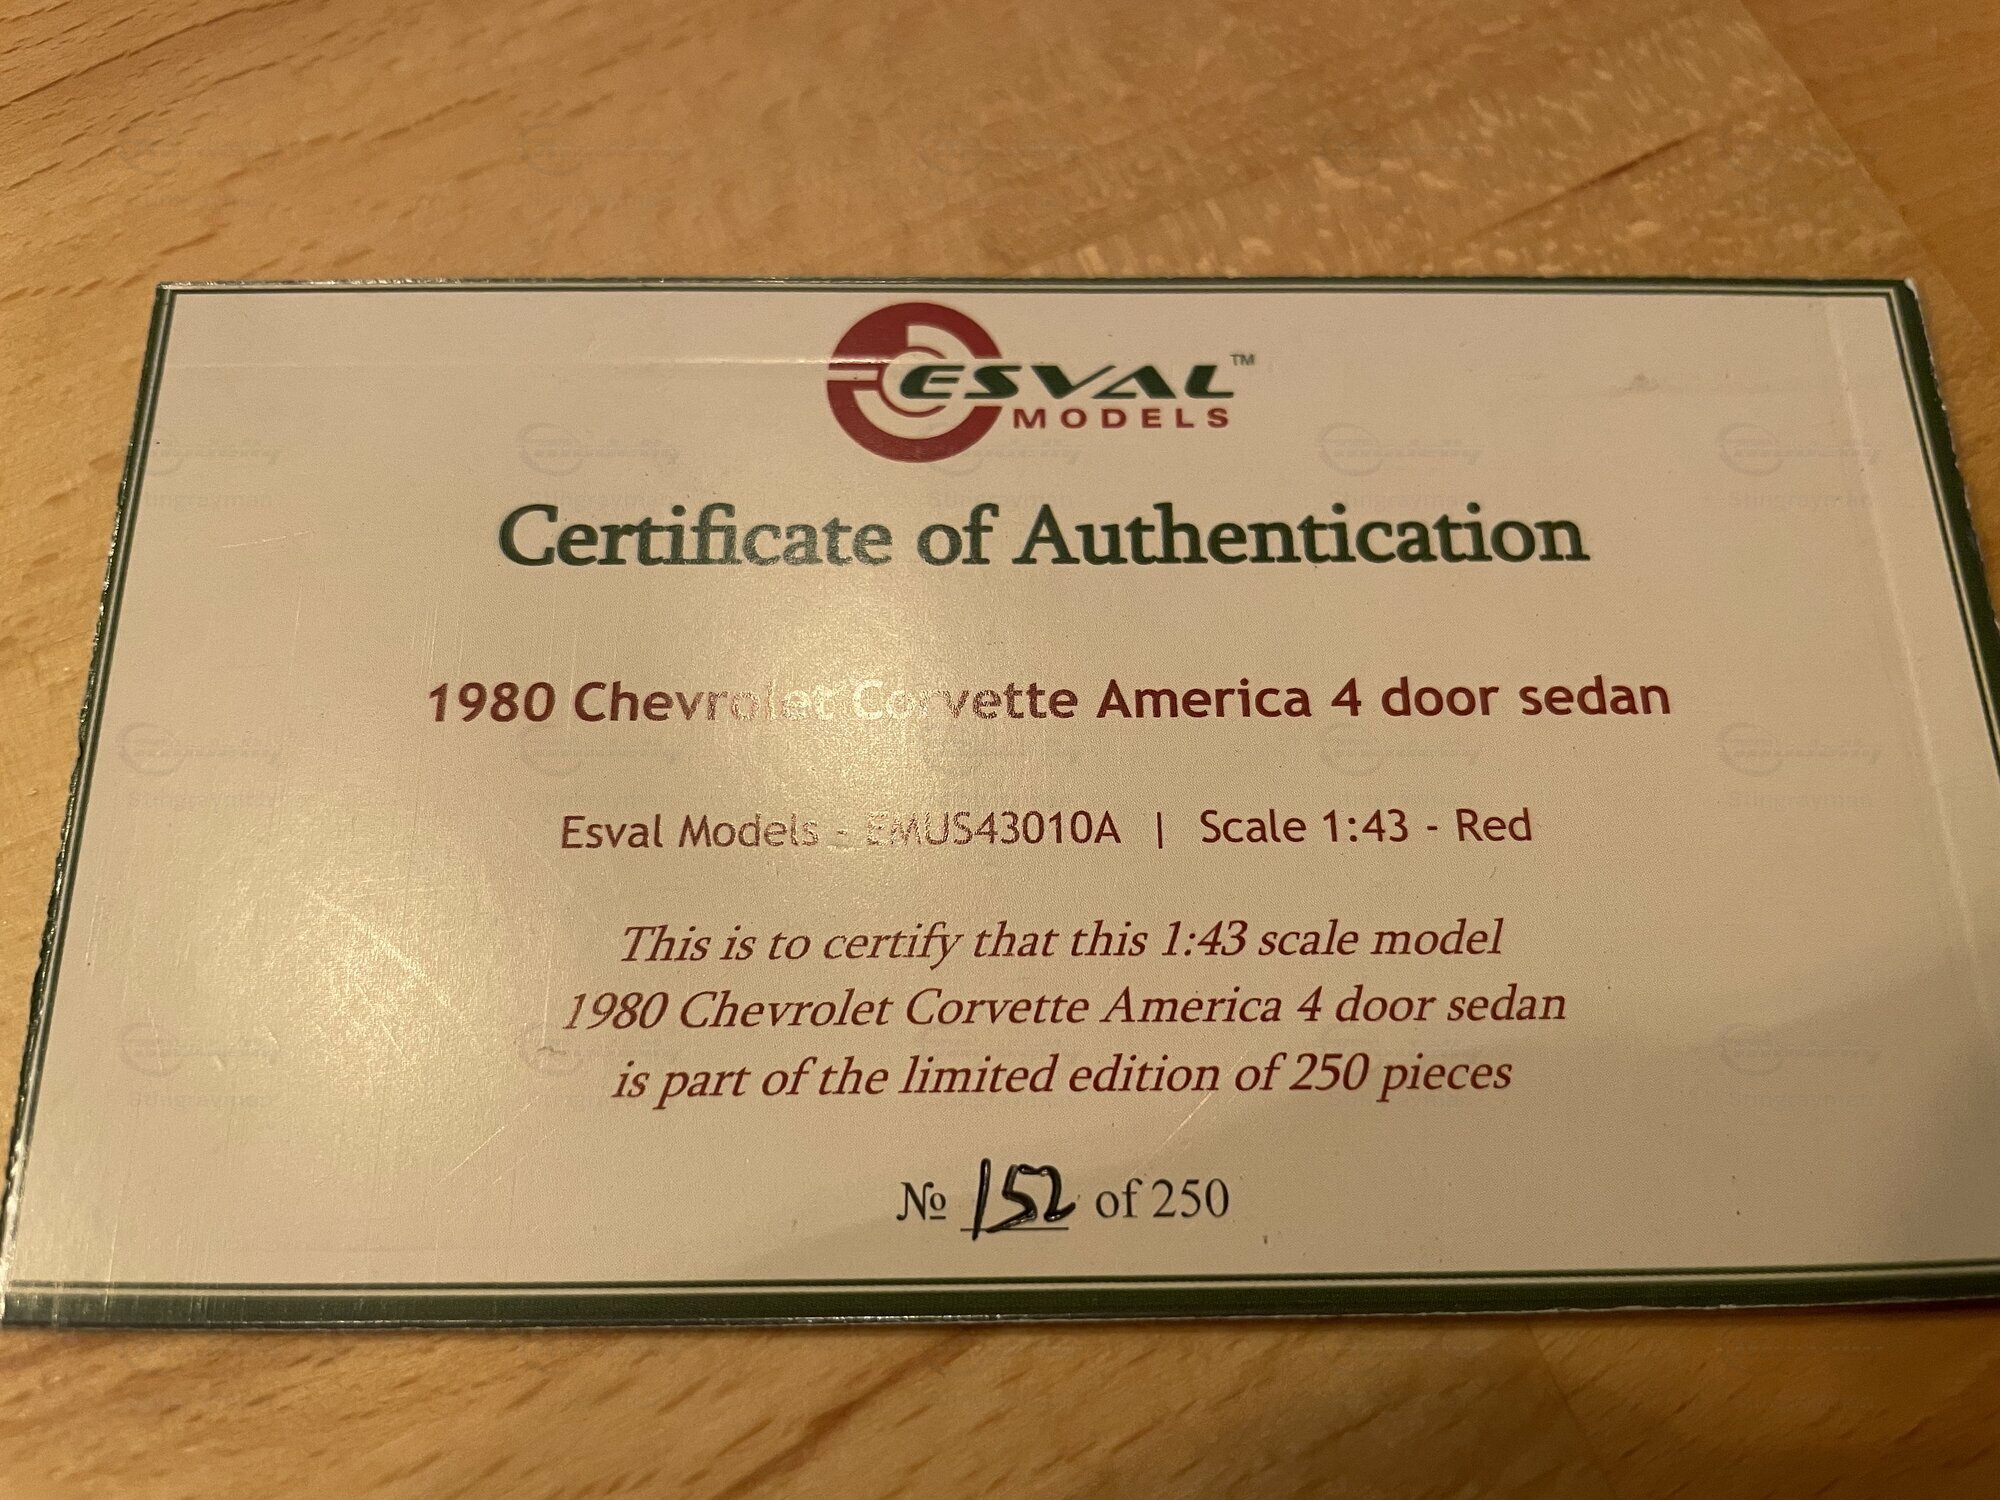 ESVAL™
MODELS
Certificate of Authentication
1980 Chevrolet Corvette America 4 door sedan
Esval Models - EMUS43010A | Scale 1:43 - Red
This is to certify that this 1:43 scale model
1980 Chevrolet Corvette America 4 door sedan
is part of the limited edition of 250 pieces
№ 152 of 250